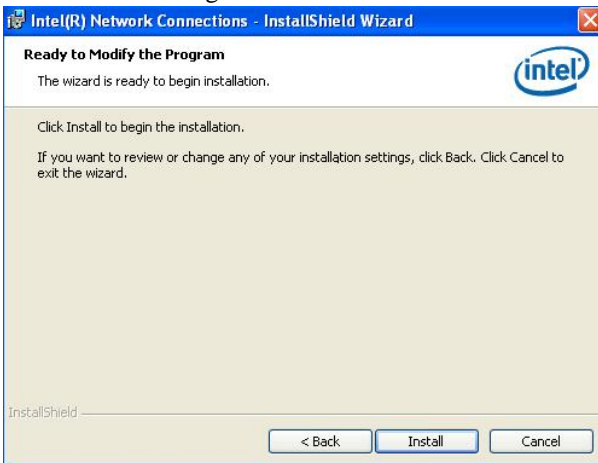 Intel(R) Network Connections - InstallShield Wizard
Ready to Modify the Program
The wizard is ready to begin installation.
intel
Click Install to begin the installation.
If you want to review or change any of your installation settings, click Back. Click Cancel to
exit the wizard.
InstallShield
< Back Install Cancel